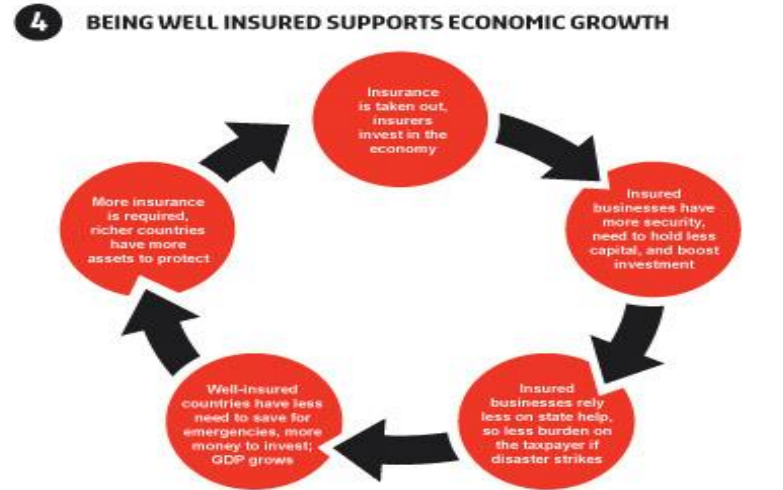 4 BEING WELL INSURED SUPPORTS ECONOMIC GROWTH
Insurance
is taken out,
insurers
invest in the
economy
Insured
businesses have
more security,
need to hold less
capital, and boost
investment
Insured
businesses rely
less on state help,
so less burden on
the taxpayer if
disaster strikes
Well-insured
countries have less
need to save for
emergencies, more
money to invest;
GDP grows
More insurance
is required,
richer countries
have more
assets to protect